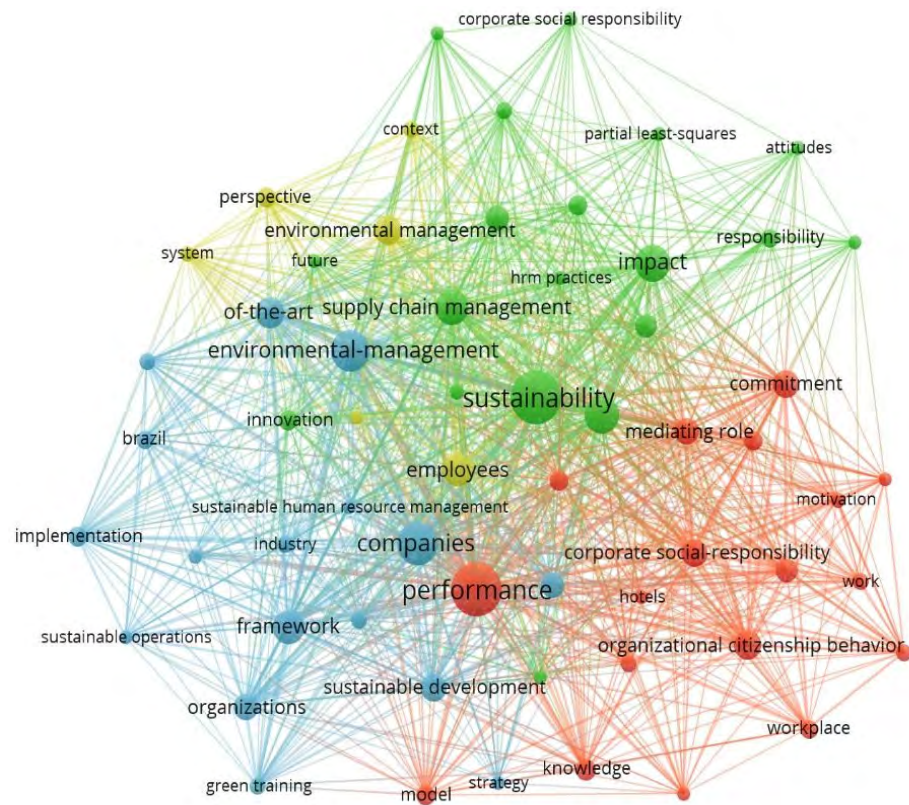 corporate social responsibility
context
partial least-squares
attitudes
perspective
environmental management
responsibility
system
future
impact
hrm practices
of-the-art
supply chain management
environmental-management
commitment
sustainability
innovation
mediating role
brazil
employees
motivation
sustainable human resource management
implementation
industry
companies
corporate social-responsibility
work
performance
hotels
sustainable operations
framework
organizational citizenship behavior
sustainable development
organizations
workplace
knowledge
green training
strategy
model